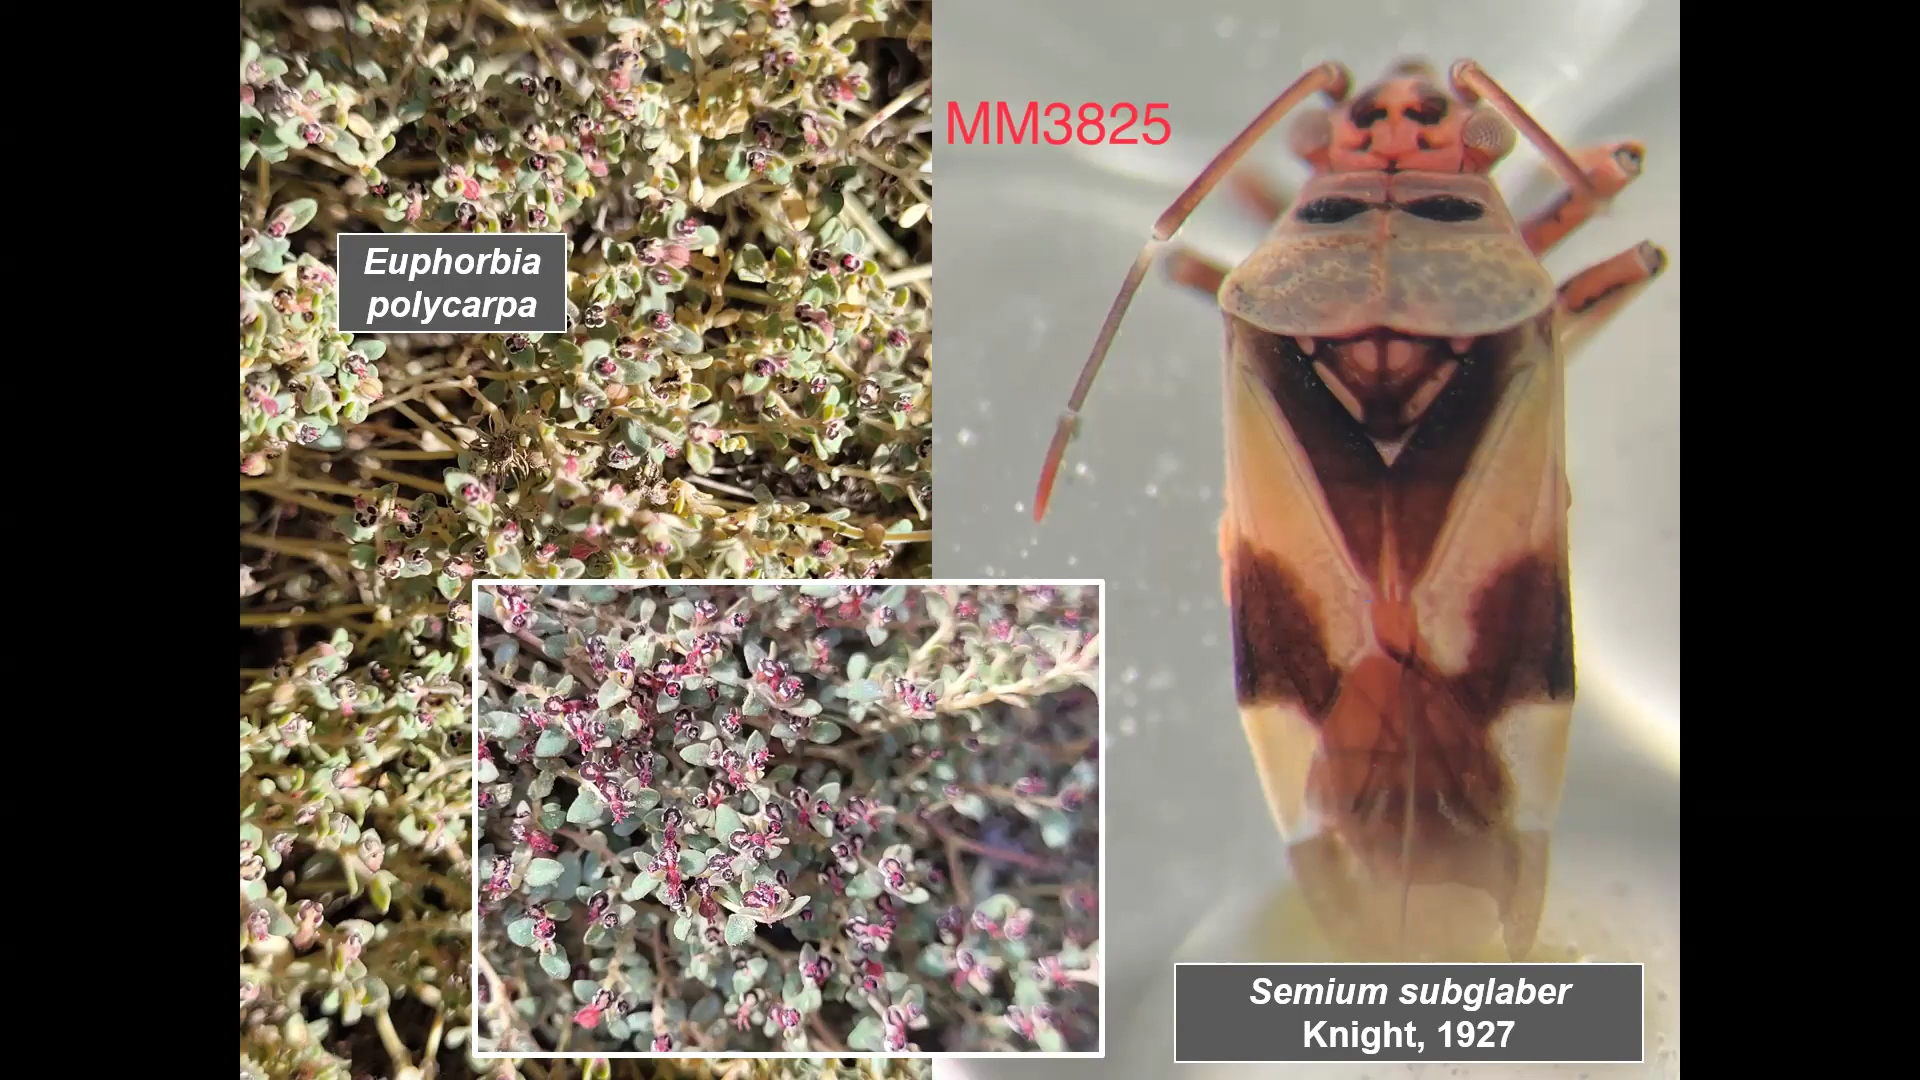 MM3825
Euphorbia
polycarpa
Semium subglaber
Knight, 1927